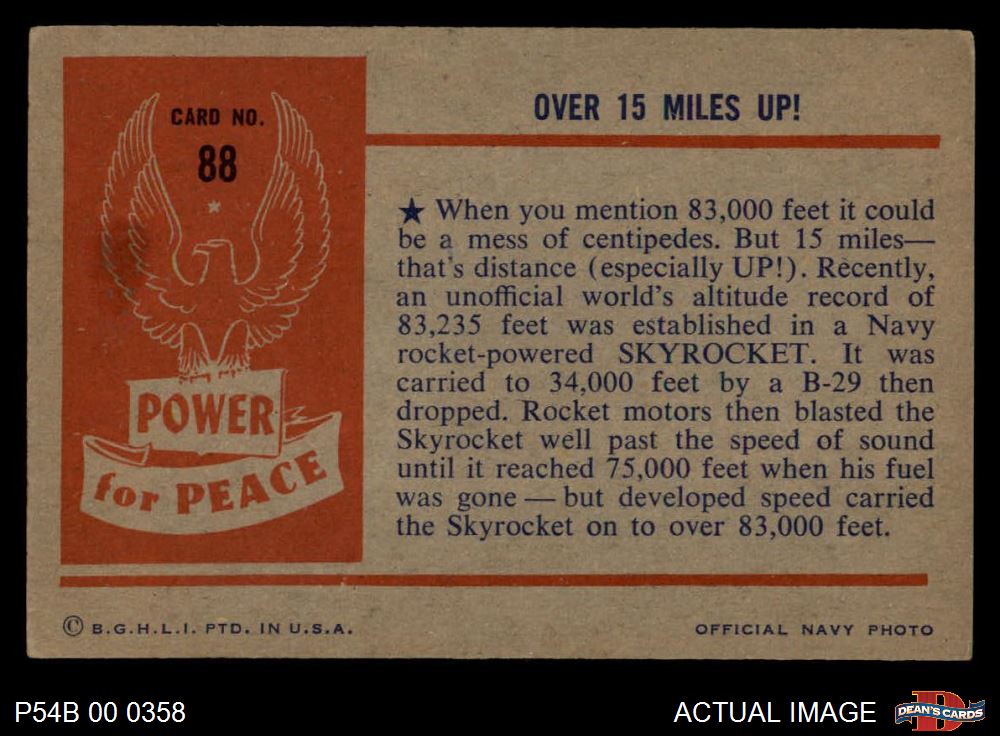 CARD NO.
88
POWER
for PEACE
OVER 15 MILES UP!
★ When you mention 83,000 feet it could
be a mess of centipedes. But 15 miles—
that's distance (especially UP!). Recently,
an unofficial world's altitude record of
83,235 feet was established in a Navy
rocket-powered SKYROCKET. It was
carried to 34,000 feet by a B-29 then
dropped. Rocket motors then blasted the
Skyrocket well past the speed of sound
until it reached 75,000 feet when his fuel
was gone — but developed speed carried
the Skyrocket on to over 83,000 feet.
© B.G.H.L.I. PTD. IN U.S.A.
OFFICIAL NAVY PHOTO
P54B 00 0358
ACTUAL IMAGE
D
DEAN'S CARDS